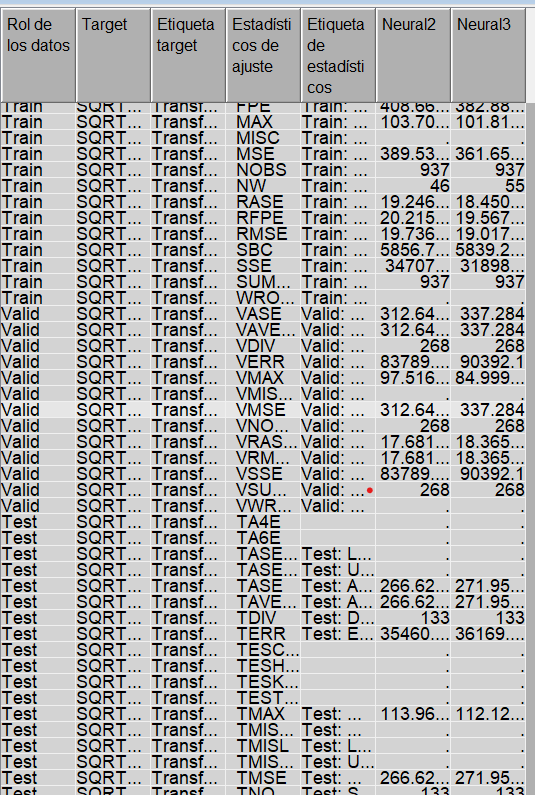 Rol de los datos Target Etiqueta target Estadísti cos de ajuste Etiqueta de estadísti cos Neural2 Neural3
Train SQRT... Transf... FPE Train: ... 408.66... 382.88...
Train SQRT... Transf... MAX Train: ... 103.70... 101.81...
Train SQRT... Transf... MISC Train: ... . .
Train SQRT... Transf... MSE Train: ... 389.53... 361.65...
Train SQRT... Transf... NOBS Train: ... 937 937
Train SQRT... Transf... NW Train: ... 46 55
Train SQRT... Transf... RASE Train: ... 19.246... 18.450...
Train SQRT... Transf... RFPE Train: ... 20.215... 19.567...
Train SQRT... Transf... RMSE Train: ... 19.736... 19.017...
Train SQRT... Transf... SBC Train: ... 5856.7... 5839.2...
Train SQRT... Transf... SSE Train: ... 34707... 31898...
Train SQRT... Transf... SUM... Train: ... 937 937
Train SQRT... Transf... WRO... Train: ... . .
Valid SQRT... Transf... VASE Valid: ... 312.64... 337.284
Valid SQRT... Transf... VAVE... Valid: ... 312.64... 337.284
Valid SQRT... Transf... VDIV Valid: ... 268 268
Valid SQRT... Transf... VERR Valid: ... 83789.... 90392.1
Valid SQRT... Transf... VMAX Valid: ... 97.516... 84.999...
Valid SQRT... Transf... VMIS... Valid: ... . .
Valid SQRT... Transf... VMSE Valid: ... 312.64... 337.284
Valid SQRT... Transf... VNO... Valid: ... 268 268
Valid SQRT... Transf... VRAS... Valid: ... 17.681... 18.365...
Valid SQRT... Transf... VRM... Valid: ... 17.681... 18.365...
Valid SQRT... Transf... VSSE Valid: ... 83789.... 90392.1
Valid SQRT... Transf... VSU... Valid: ... 268 268
Valid SQRT... Transf... VWR... Valid: ... . .
Test SQRT... Transf... TA4E . .
Test SQRT... Transf... TA6E . .
Test SQRT... Transf... TASE... Test: L... . .
Test SQRT... Transf... TASE... Test: U... . .
Test SQRT... Transf... TASE Test: A... 266.62... 271.95...
Test SQRT... Transf... TAVE... Test: A... 266.62... 271.95...
Test SQRT... Transf... TDIV Test: D... 133 133
Test SQRT... Transf... TERR Test: E... 35460.... 36169....
Test SQRT... Transf... TESC... . .
Test SQRT... Transf... TESH... . .
Test SQRT... Transf... TESK... . .
Test SQRT... Transf... TEST... . .
Test SQRT... Transf... TMAX Test: ... 113.96... 112.12...
Test SQRT... Transf... TMIS... Test: ... . .
Test SQRT... Transf... TMISL Test: L... . .
Test SQRT... Transf... TMIS... Test: U... . .
Test SQRT... Transf... TMSE Test: ... 266.62... 271.95...
Test SQRT... Transf... TNO... Test: S... 133 133